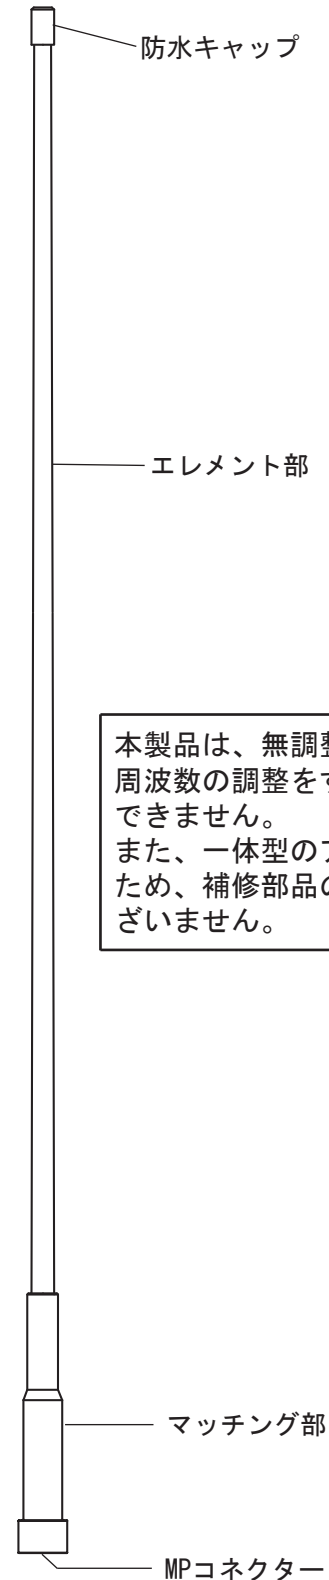 防水キャップ
エレメント部
本製品は、無調整
周波数の調整をす
できません。
また、一体型の
ため、補修部品の
ざいません。
マッチング部
MPコネクター